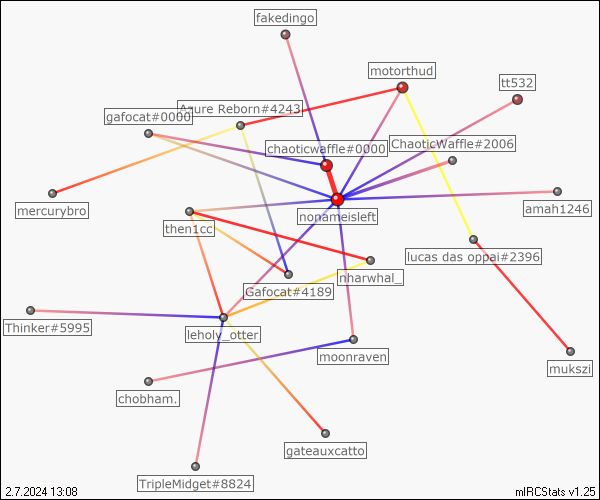 fakedingo
motorthud
tt532
Azure Reborn#4243
gafocat#0000
ChaoticWaffle#2006
chaoticwaffle#0000
mercurybro
nonameisleft
amah1246
then1cc
lucas das oppai#2396
nharwhal_
Gafocat#4189
Thinker#5995
leholy_otter
moonraven
mukszi
chobham.
gateauxcatto
TripleMidget#8824
2.7.2024 13:08
mIRCStats v1.25